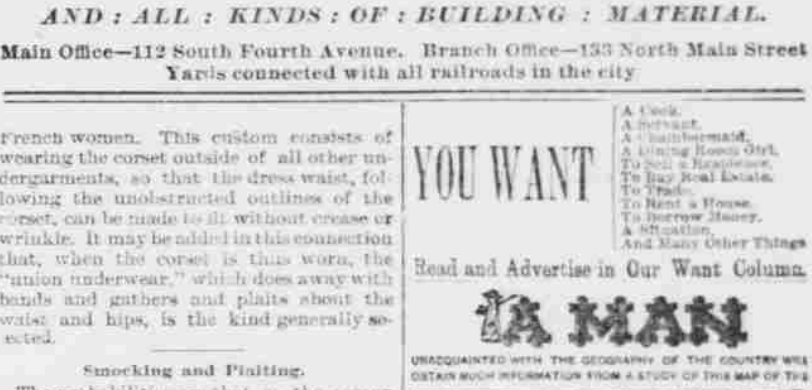 AND : ALL : KINDS : OF : BUILDING : MATERIAL.
Main Office—112 South Fourth Avenue. Branch Office—133 North Main Street
Yards connected with all railroads in the city
French women. This custom consists of
wearing the corset outside of all other un-
dergarments, so that the dress waist, fol-
lowing the unobstructed outlines of the
corset, can be made to fit without crease or
wrinkle. It may be added in this connection
that, when the corset is thus worn, the
"union underwear," which does away with
bands and gathers and plaits about the
waist and hips, is the kind generally se-
ected.
Smocking and Plaiting.
YOU WANT
A Cook,
A Servant,
A Chambermaid,
A Dining Room Girl,
To Sell a Residence,
To Buy Real Estate,
To Trade,
To Rent a House,
To Borrow Money,
A Situation,
And Many Other Things
Read and Advertise in Our Want Column.
A MAN
UNACQUAINTED WITH THE GEOGRAPHY OF THE COUNTRY WILL
OBTAIN MUCH INFORMATION FROM A STUDY OF THIS MAP OF THE